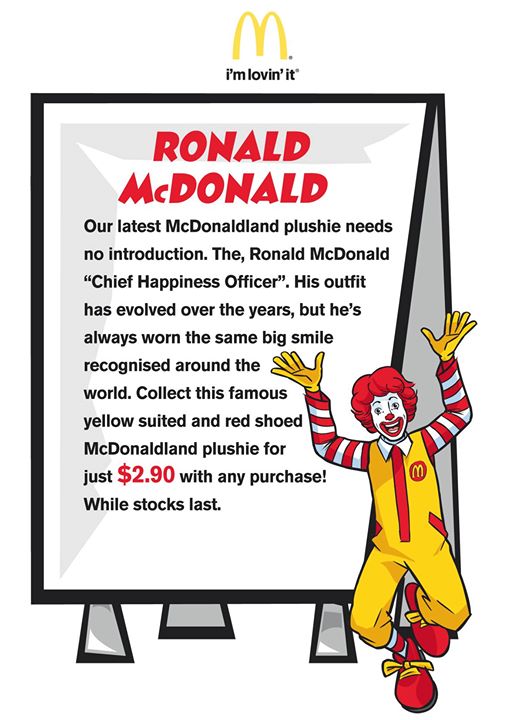 i'm lovin' it®
RONALD
McDONALD
Our latest McDonaldland plushie needs
no introduction. The, Ronald McDonald
“Chief Happiness Officer”. His outfit
has evolved over the years, but he's
always worn the same big smile
recognised around the
world. Collect this famous
yellow suited and red shoed
McDonaldland plushie for
just $2.90 with any purchase!
While stocks last.